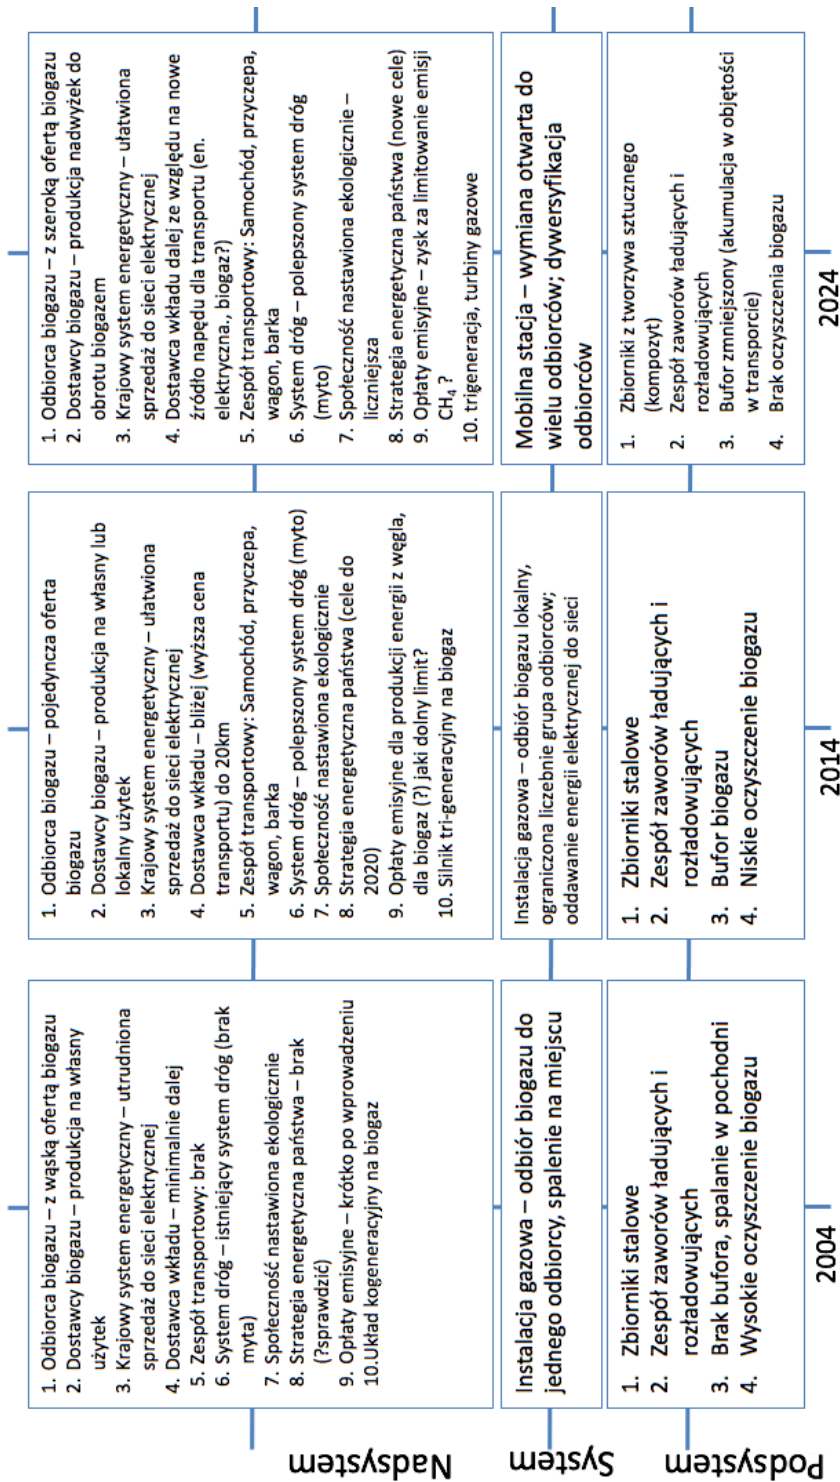 Nadsystem
1. Odbiorca biogazu – z wąską ofertą biogazu
2. Dostawcy biogazu – produkcja na własny
użytek
3. Krajowy system energetyczny – utrudniona
sprzedaż do sieci elektrycznej
4. Dostawca wkładu – minimalnie dalej
5. Zespół transportowy: brak
6. System dróg – istniejący system dróg (brak
myta)
7. Społeczność nastawiona ekologicznie
8. Strategia energetyczna państwa – brak
(?sprawdzić)
9. Opłaty emisyjne – krótko po wprowadzeniu
10.Układ kogeneracyjny na biogaz
1. Odbiorca biogazu – pojedyncza oferta
biogazu
2. Dostawcy biogazu – produkcja na własny lub
lokalny użytek
3. Krajowy system energetyczny – ułatwiona
sprzedaż do sieci elektrycznej
4. Dostawca wkładu – bliżej (wyższa cena
transportu) do 20km
5. Zespół transportowy: Samochód, przyczepa,
wagon, barka
6. System dróg – polepszony system dróg (myto)
7. Społeczność nastawiona ekologicznie
8. Strategia energetyczna państwa (cele do
2020)
9. Opłaty emisyjne dla produkcji energii z węgla,
dla biogaz (?) jaki dolny limit?
10. Silnik tri-generacyjny na biogaz
1. Odbiorca biogazu – z szeroką ofertą biogazu
2. Dostawcy biogazu – produkcja nadwyżek do
obrotu biogazem
3. Krajowy system energetyczny – ułatwiona
sprzedaż do sieci elektrycznej
4. Dostawca wkładu dalej ze względu na nowe
źródło napędu dla transportu (en.
elektryczna., biogaz?)
5. Zespół transportowy: Samochód, przyczepa,
wagon, barka
6. System dróg – polepszony system dróg
(myto)
7. Społeczność nastawiona ekologicznie –
liczniejsza
8. Strategia energetyczna państwa (nowe cele)
9. Opłaty emisyjne – zysk za limitowanie emisji
CH₄ ?
10. trigeneracja, turbiny gazowe
System
Instalacja gazowa – odbiór biogazu do
jednego odbiorcy, spalenie na miejscu
Instalacja gazowa – odbiór biogazu lokalny,
ograniczona liczebnie grupa odbiorców;
oddawanie energii elektrycznej do sieci
Mobilna stacja – wymiana otwarta do
wielu odbiorców; dywersyfikacja
odbiorców
Podsystem
1. Zbiorniki stalowe
2. Zespół zaworów ładujących i
rozładowujących
3. Brak bufora, spalanie w pochodni
4. Wysokie oczyszczenie biogazu
1. Zbiorniki stalowe
2. Zespół zaworów ładujących i
rozładowujących
3. Bufor biogazu
4. Niskie oczyszczenie biogazu
1. Zbiorniki z tworzywa sztucznego
(kompozyt)
2. Zespół zaworów ładujących i
rozładowujących
3. Bufor zmniejszony (akumulacja w objętości
w transporcie)
4. Brak oczyszczenia biogazu
2004
2014
2024